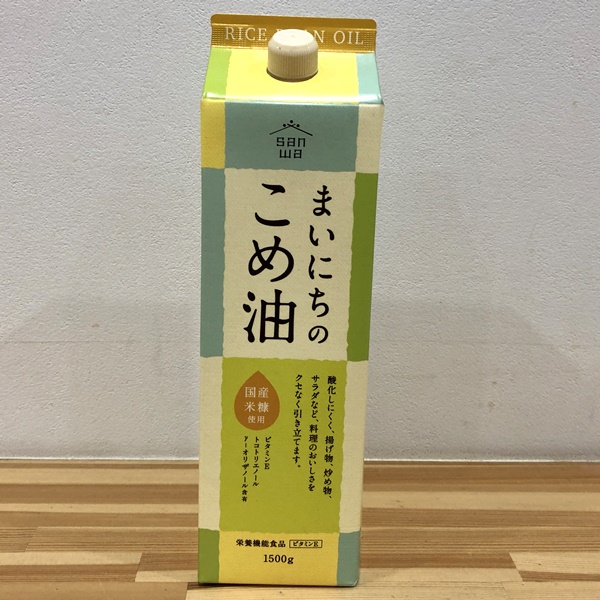 RICE BRAN OIL
san
wa
まいにちの
こめ油
酸化しにくく、揚げ物、炒め物、
サラダなど、料理のおいしさを
クセなく引き立てます。
国産
米糠
使用
ビタミンE
トコトリエノール
γ-オリザノール含有
栄養機能食品 ビタミンE
1500g